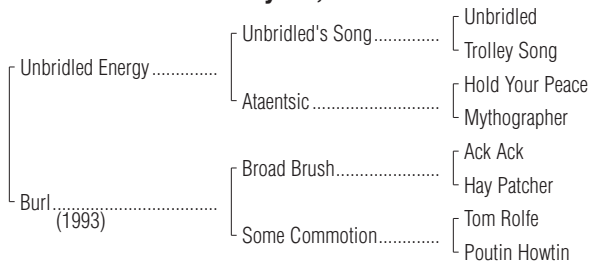 Unbridled
Unbridled's Song..............
Trolley Song
Unbridled Energy..............
Hold Your Peace
Ataentsic...........................
Mythographer
Ack Ack
Broad Brush......................
Hay Patcher
Burl...................................
(1993)
Tom Rolfe
Some Commotion.............
Poutin Howtin